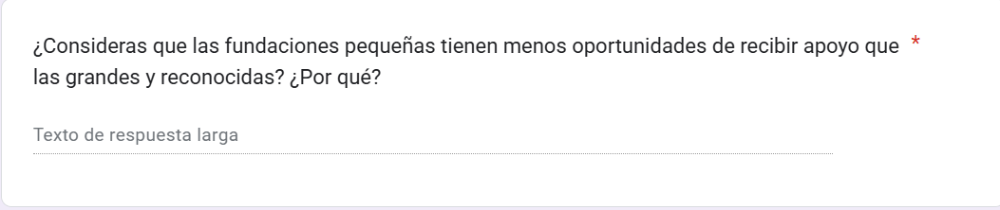 ¿Consideras que las fundaciones pequeñas tienen menos oportunidades de recibir apoyo que *
las grandes y reconocidas? ¿Por qué?
Texto de respuesta larga